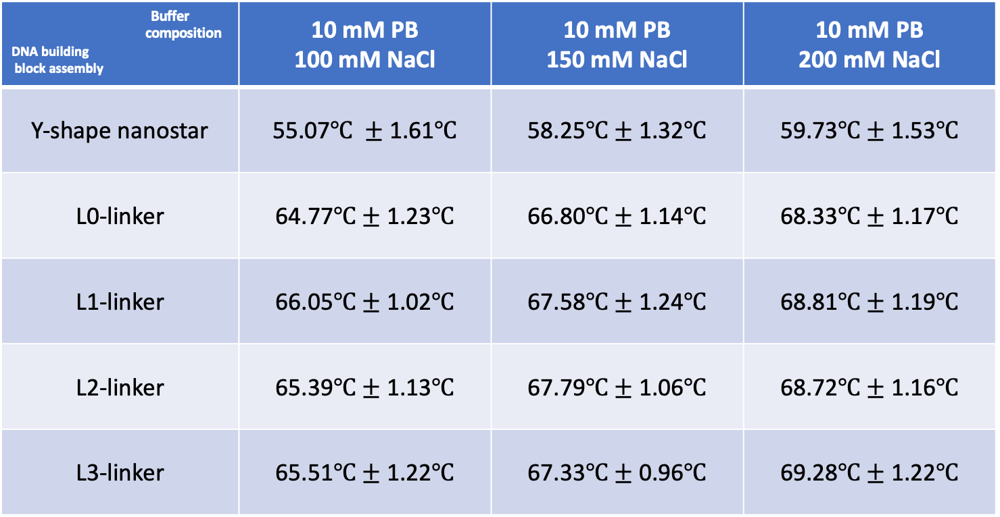 Buffer
composition
DNA building
block assembly
10 mM PB
100 mM NaCl
10 mM PB
150 mM NaCl
10 mM PB
200 mM NaCl
Y-shape nanostar
55.07℃ ± 1.61℃
58.25℃ ± 1.32℃
59.73℃ ± 1.53℃
L0-linker
64.77℃ ± 1.23℃
66.80℃ ± 1.14℃
68.33℃ ± 1.17℃
L1-linker
66.05℃ ± 1.02℃
67.58℃ ± 1.24℃
68.81℃ ± 1.19℃
L2-linker
65.39℃ ± 1.13℃
67.79℃ ± 1.06℃
68.72℃ ± 1.16℃
L3-linker
65.51℃ ± 1.22℃
67.33℃ ± 0.96℃
69.28℃ ± 1.22℃